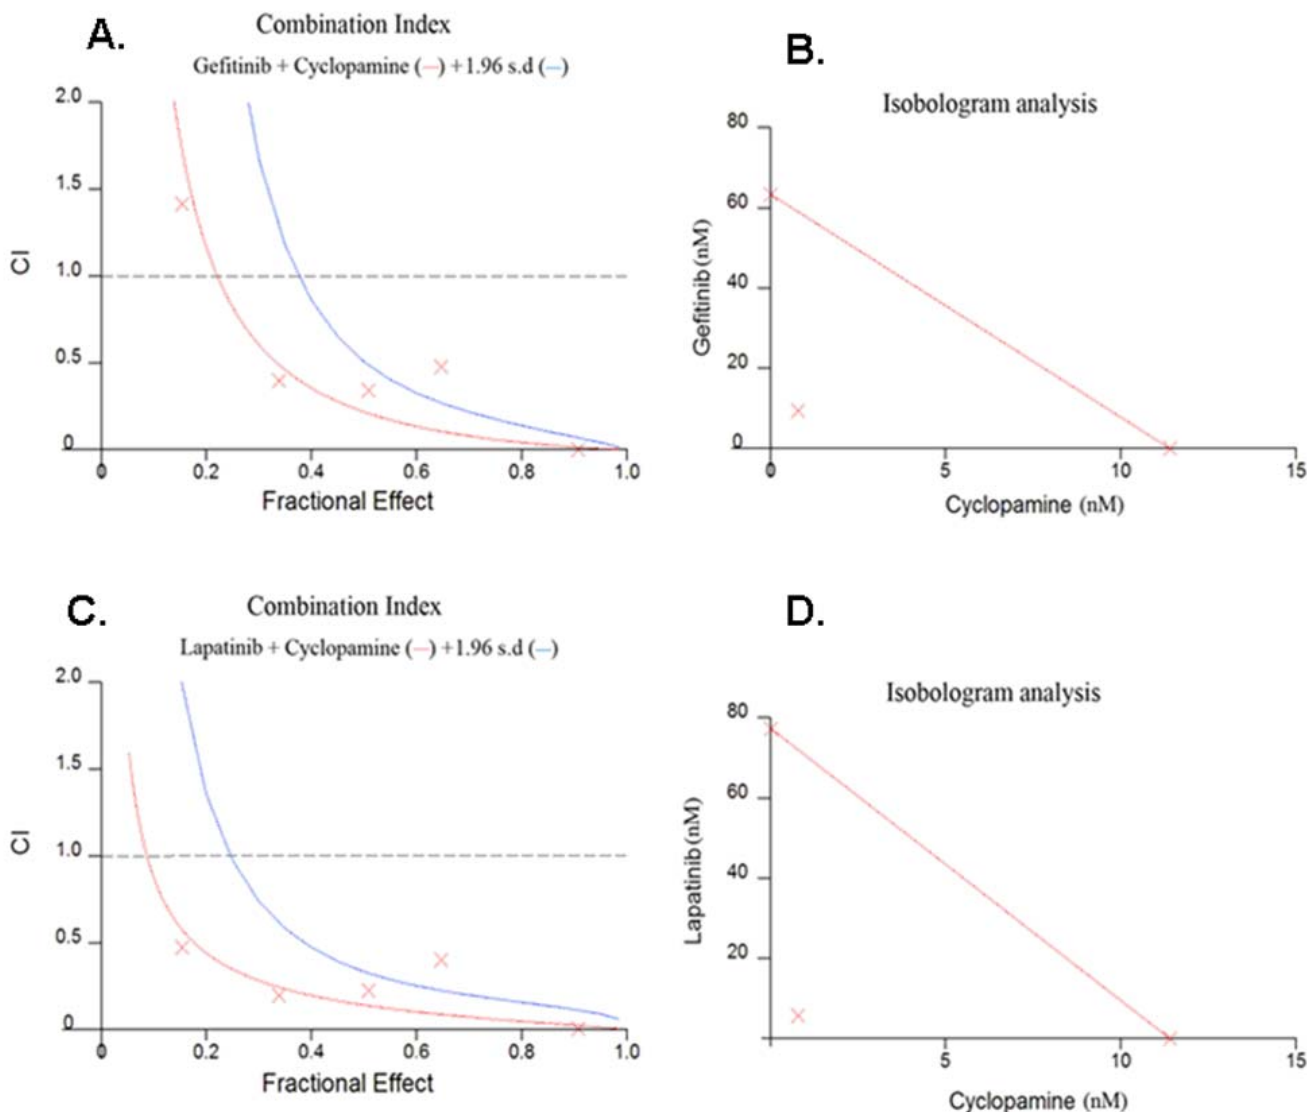 A.
Combination Index
Gefitinib + Cyclopamine (—) +1.96 s.d (—)
2.0
1.5
1.0
0.5
0
CI
0 0.2 0.4 0.6 0.8 1.0
Fractional Effect
B.
Isobologram analysis
80
60
40
20
0
Gefitinib (nM)
0 5 10 15
Cyclopamine (nM)
C.
Combination Index
Lapatinib + Cyclopamine (—) +1.96 s.d (—)
2.0
1.5
1.0
0.5
0
CI
0 0.2 0.4 0.6 0.8 1.0
Fractional Effect
D.
Isobologram analysis
80
60
40
20
Lapatinib (nM)
5 10 15
Cyclopamine (nM)